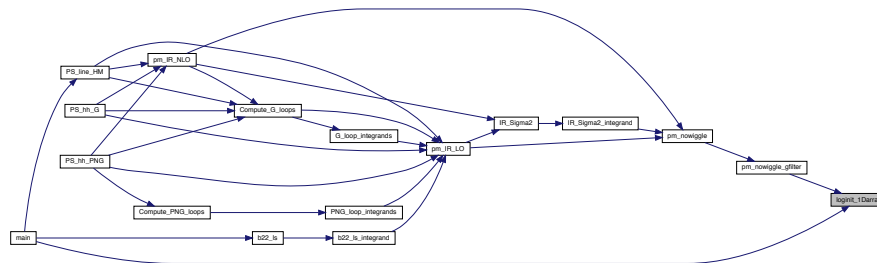 PS_line_HM
pm_IR_NLO
PS_hh_G
Compute_G_loops
G_loop_integrands
PS_hh_PNG
pm_IR_LO
IR_Sigma2
IR_Sigma2_integrand
pm_nowiggle
pm_nowiggle_gfilter
loginit_1Darra
Compute_PNG_loops
PNG_loop_integrands
main
b22_ls
b22_ls_integrand